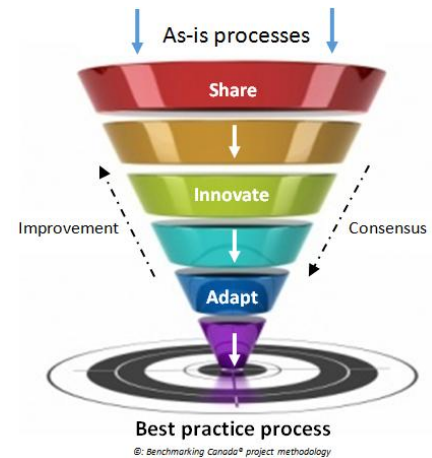 As-is processes
Share
Innovate
Improvement
Consensus
Adapt
Best practice process
©: Benchmarking Canada® project methodology